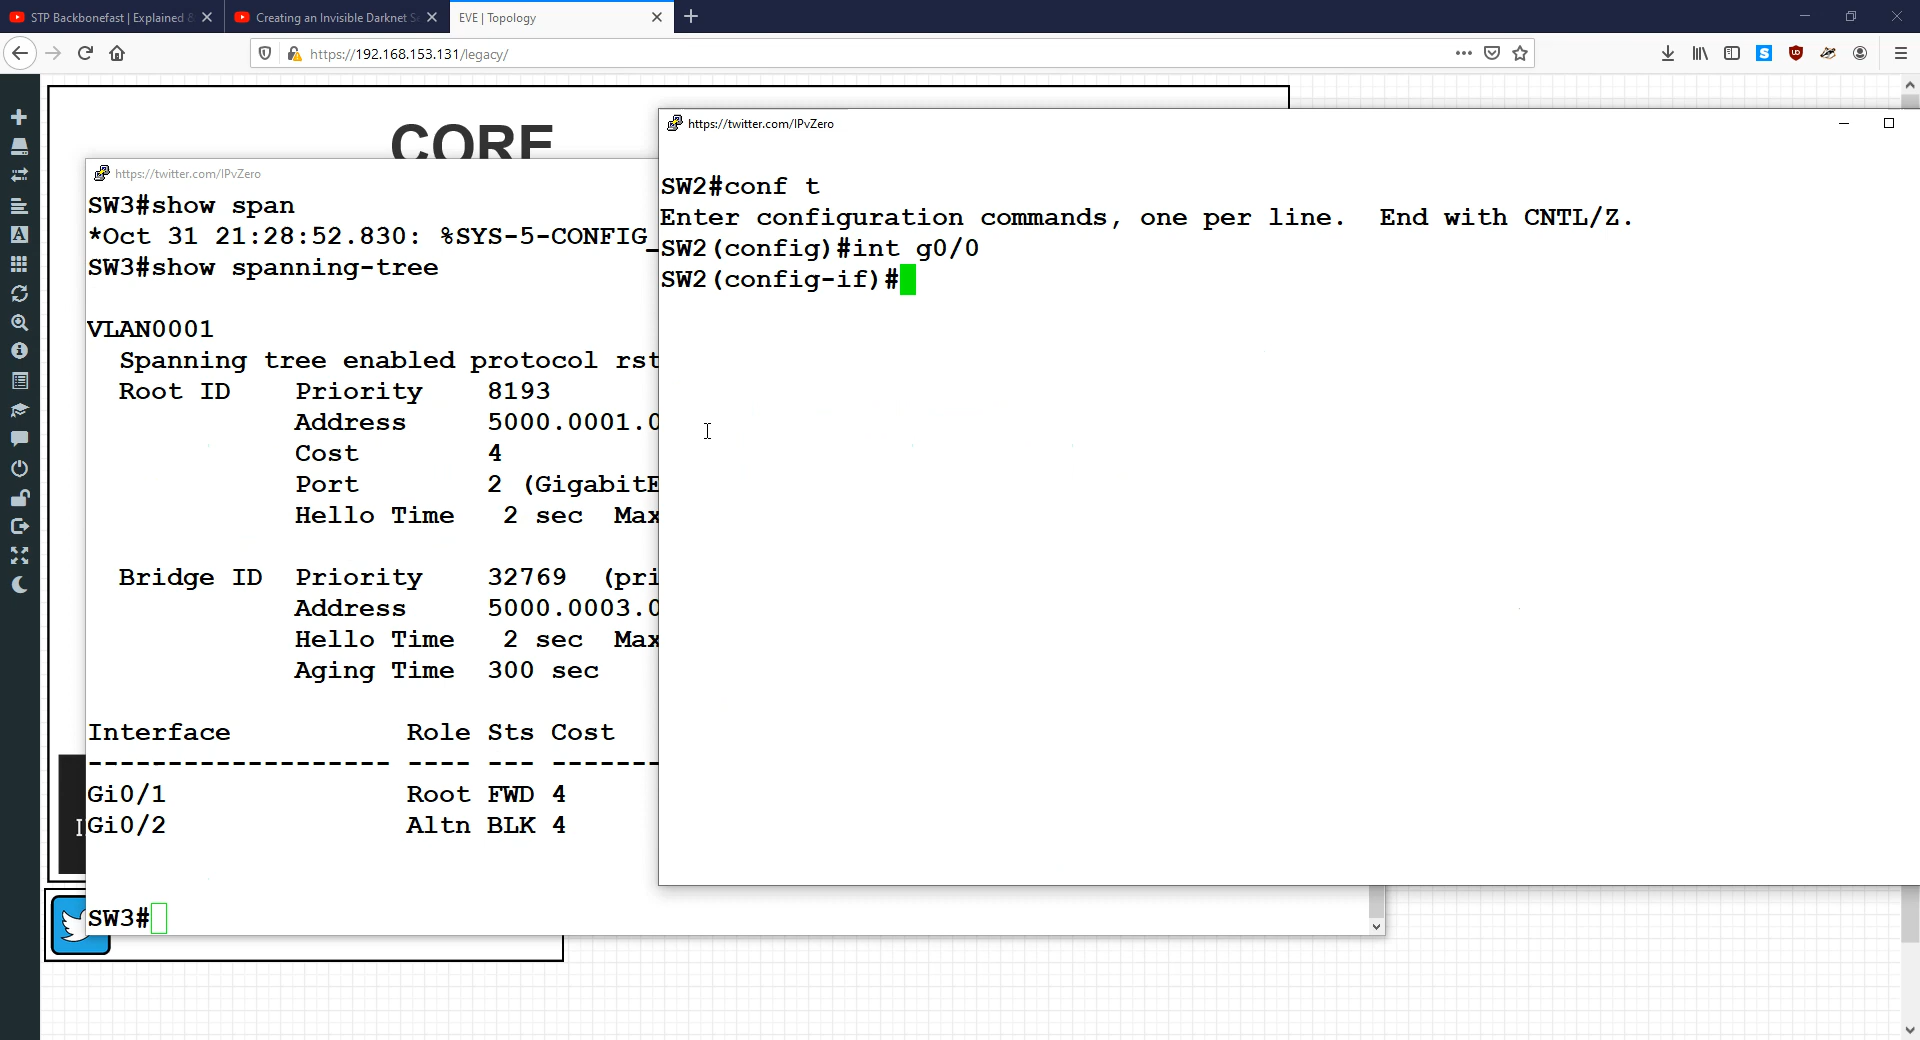 STP Backbonefast | Explained &
Creating an Invisible Darknet Se
EVE | Topology
https://192.168.153.131/legacy/
CORE
https://twitter.com/IPvZero
SW3#show span
*Oct 31 21:28:52.830: %SYS-5-CONFIG_
SW3#show spanning-tree
VLAN0001
Spanning tree enabled protocol rst
Root ID Priority 8193
Address 5000.0001.0
Cost 4
Port 2 (GigabitE
Hello Time 2 sec Max
Bridge ID Priority 32769 (pri
Address 5000.0003.0
Hello Time 2 sec Max
Aging Time 300 sec
Interface Role Sts Cost
------------------- ---- --- -------
Gi0/1 Root FWD 4
Gi0/2 Altn BLK 4
SW3#
https://twitter.com/IPvZero
SW2#conf t
Enter configuration commands, one per line. End with CNTL/Z.
SW2(config)#int g0/0
SW2(config-if)#